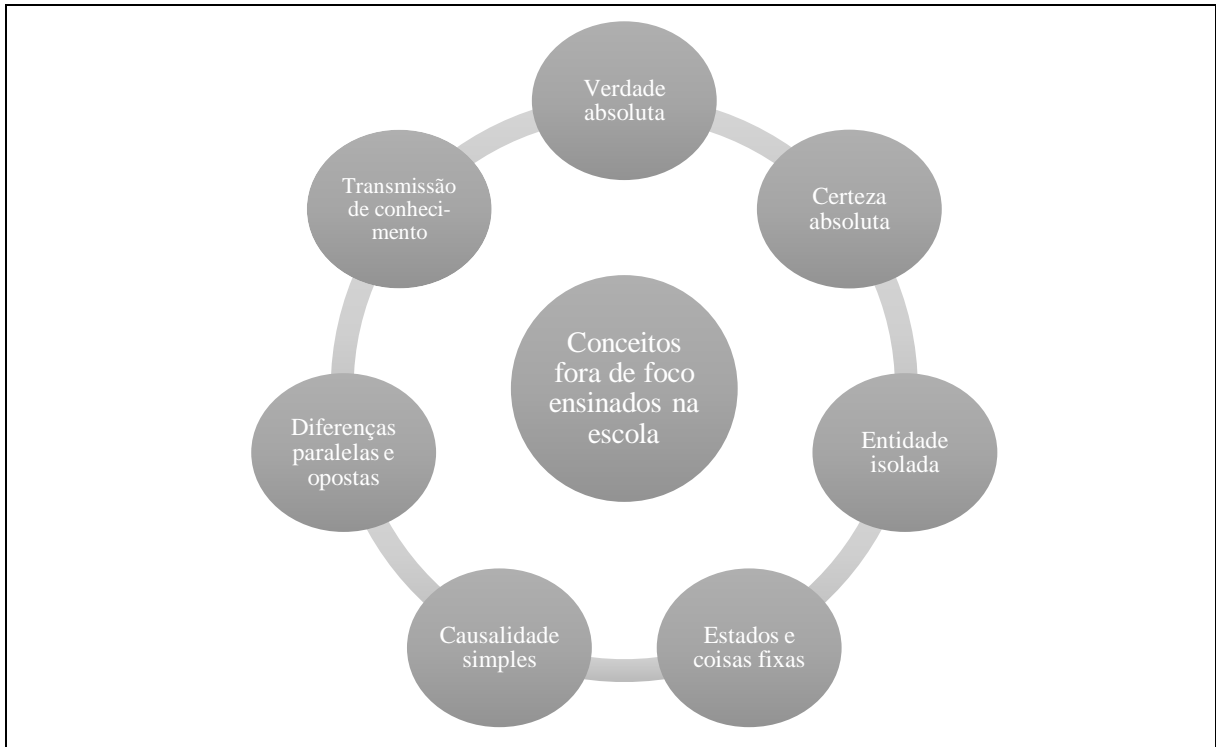 Verdade
absoluta
Certeza
absoluta
Entidade
isolada
Estados e
coisas fixas
Causalidade
simples
Diferenças
paralelas e
opostas
Transmissão
de conheci-
mento
Conceitos
fora de foco
ensinados na
escola